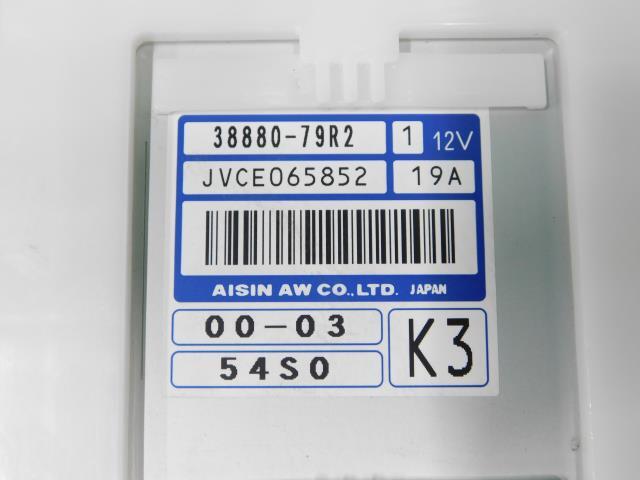 38880-79R2 1 12V
JVCE065852 19A
AISIN AW CO.,LTD. JAPAN
00-03
54S0
K3